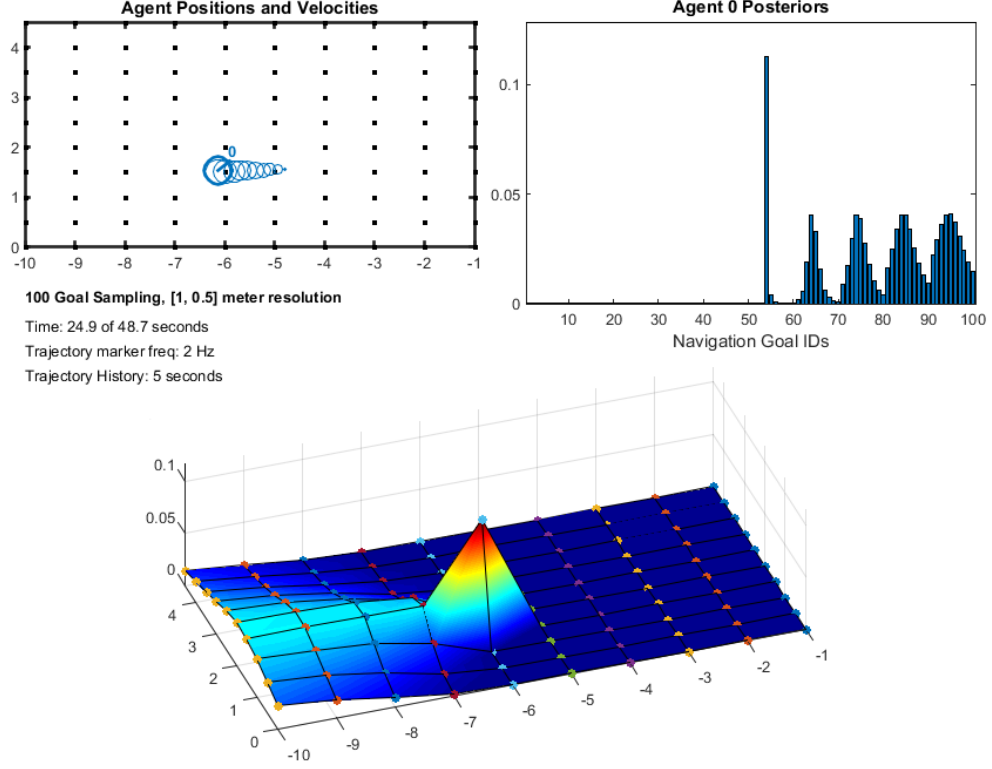 Agent Positions and Velocities
4
3
2
1
0
0
-10 -9 -8 -7 -6 -5 -4 -3 -2 -1
Agent 0 Posteriors
0.1
0.05
0
10 20 30 40 50 60 70 80 90 100
Navigation Goal IDs
100 Goal Sampling, [1, 0.5] meter resolution
Time: 24.9 of 48.7 seconds
Trajectory marker freq: 2 Hz
Trajectory History: 5 seconds
0.1
0.05
0
4
3
2
1
0
-10 -9 -8 -7 -6 -5 -4 -3 -2 -1